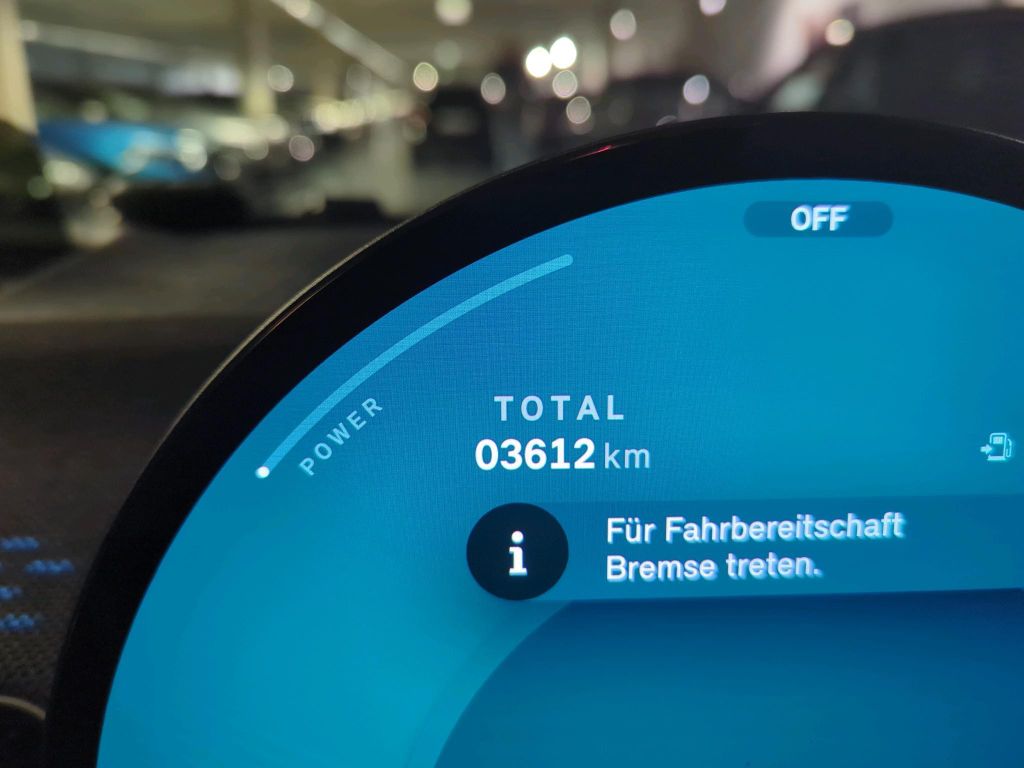 OFF
POWER
TOTAL
03612 km
i
Für Fahrbereitschaft
Bremse treten.